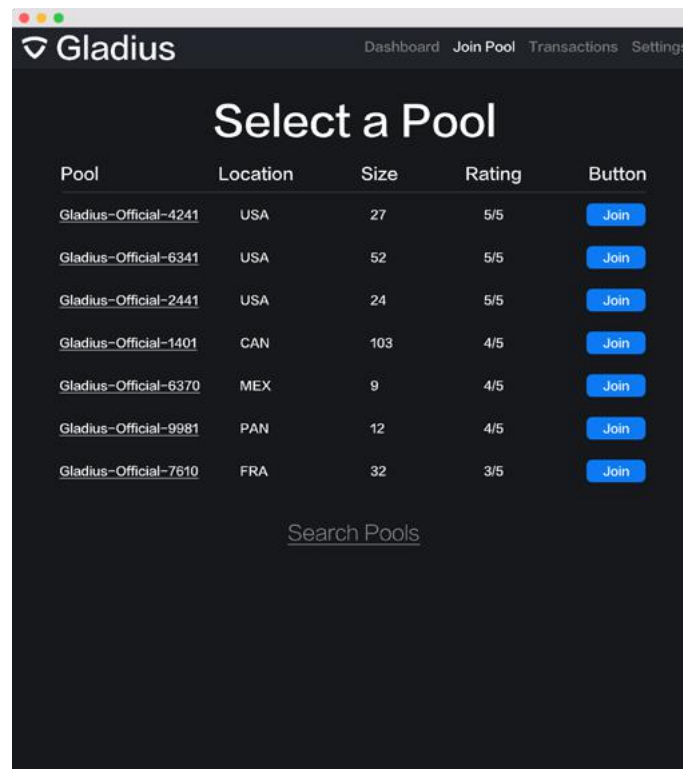 Gladius Dashboard Join Pool Transactions Settings
Select a Pool
Pool Location Size Rating Button
Gladius-Official-4241 USA 27 5/5 Join
Gladius-Official-6341 USA 52 5/5 Join
Gladius-Official-2441 USA 24 5/5 Join
Gladius-Official-1401 CAN 103 4/5 Join
Gladius-Official-6370 MEX 9 4/5 Join
Gladius-Official-9981 PAN 12 4/5 Join
Gladius-Official-7610 FRA 32 3/5 Join
Search Pools